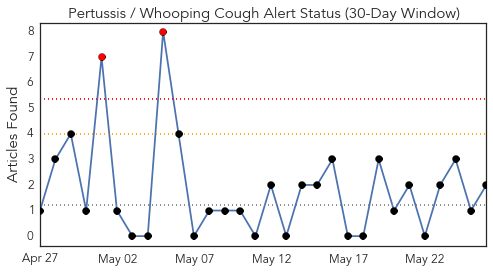 Pertussis / Whooping Cough Alert Status (30-Day Window)
Articles Found
8
7
6
5
4
3
2
1
0
Apr 27
May 02
May 07
May 12
May 17
May 22